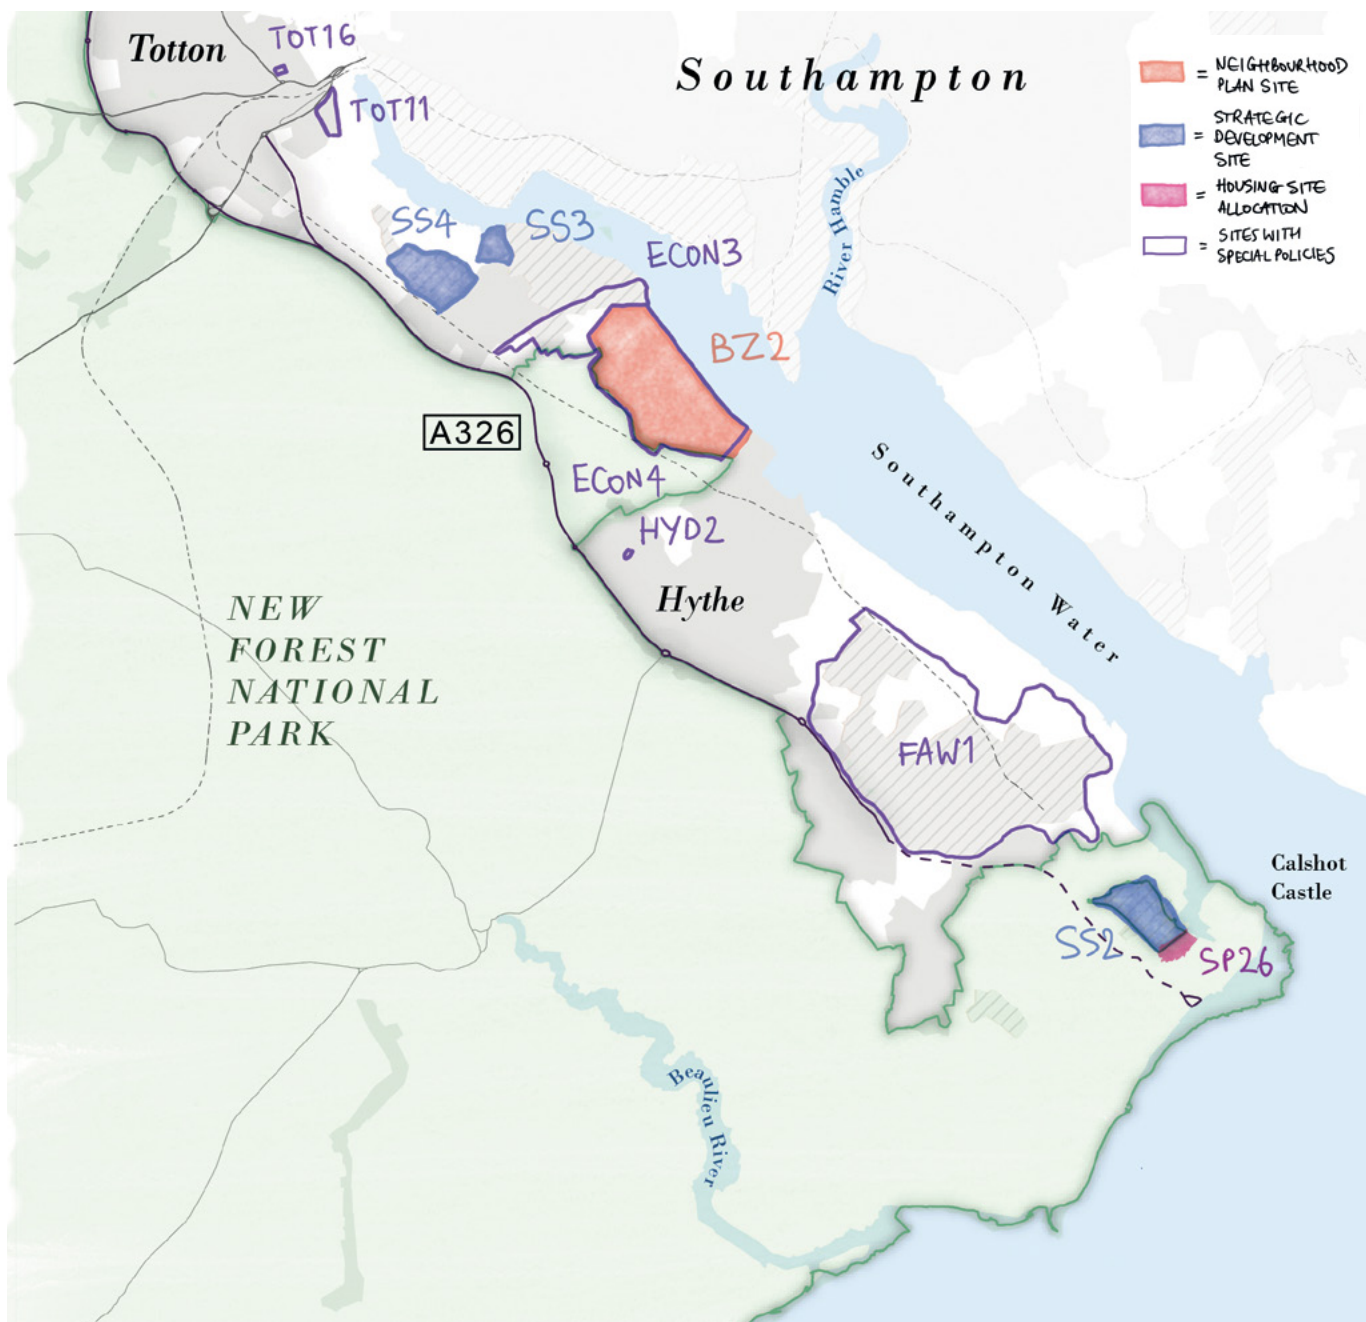 Totton
TOT16
TOT11
Southampton
= NEIGHBOURHOOD
PLAN SITE
= STRATEGIC
DEVELOPMENT
SITE
= HOUSING SITE
ALLOCATION
= SITES WITH
SPECIAL POLICIES
River Hamble
SS4
SS3
ECON3
BZ2
A326
ECON4
HYD2
Hythe
Southampton Water
NEW
FOREST
NATIONAL
PARK
FAW1
Calshot
Castle
SS2
SP26
Beaulieu River